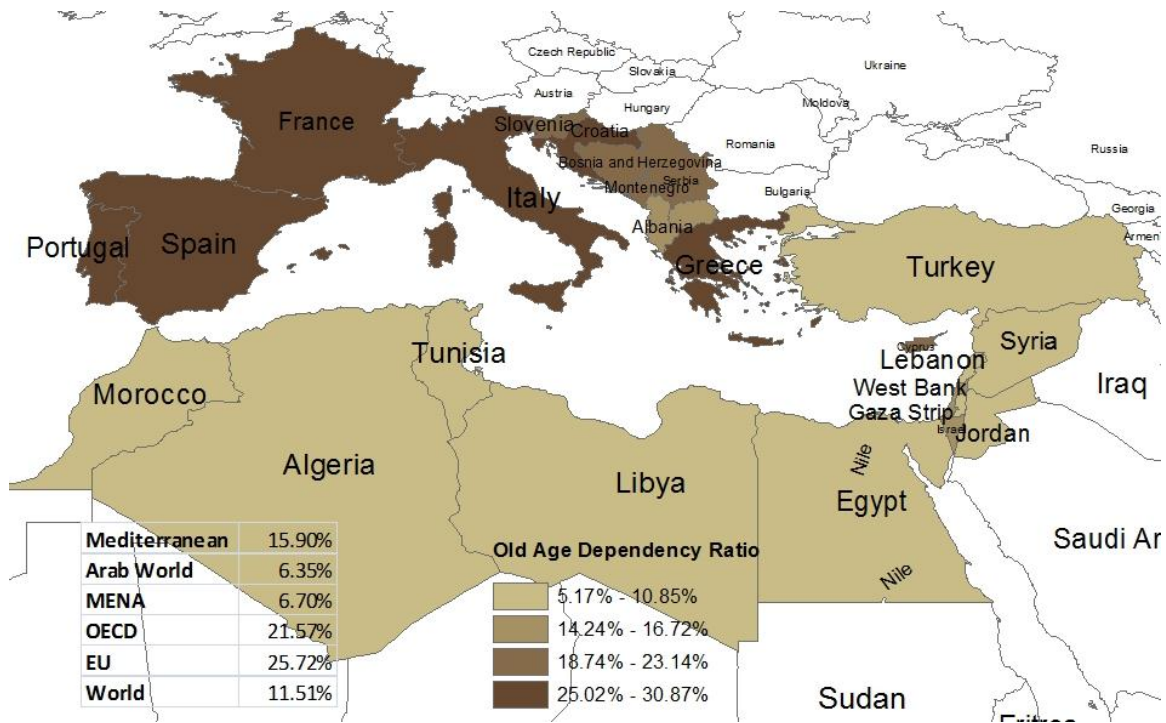 Czech Republic
Slovakia
Ukraine
Austria
Moldova
Hungary
France
Slovenia
Croatia
Romania
Russia
Bosnia and Herzegovina
Serbia
Montenegro
Italy
Bulgaria
Georgia
Portugal
Spain
Albania
Armen
Greece
Turkey
Cyprus
Syria
Tunisia
Lebanon
Morocco
West Bank
Iraq
Gaza Strip
Israel
Jordan
Algeria
Nile
Libya
Egypt
Mediterranean 15.90%
Arab World 6.35%
MENA 6.70%
OECD 21.57%
EU 25.72%
World 11.51%
Old Age Dependency Ratio
5.17% - 10.85%
14.24% - 16.72%
18.74% - 23.14%
25.02% - 30.87%
Saudi Ar
Nile
Sudan
Eritrea